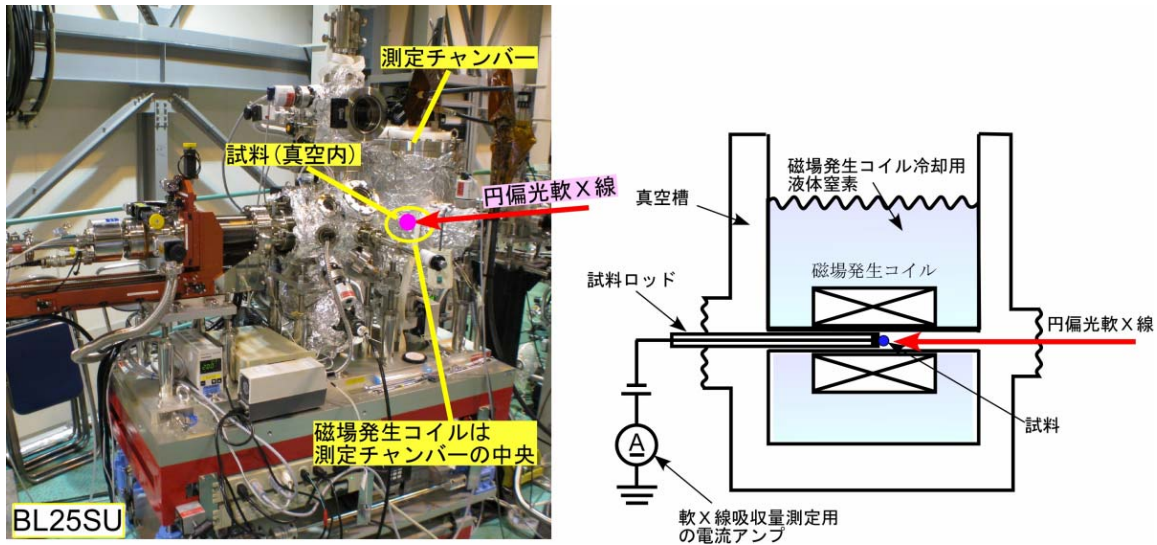 測定チャンバー
試料(真空内)
円偏光軟X線
磁場発生コイルは
測定チャンバーの中央
BL25SU
磁場発生コイル冷却用
液体窒素
真空槽
磁場発生コイル
試料ロッド
円偏光軟X線
試料
A
軟X線吸収量測定用
の電流アンプ